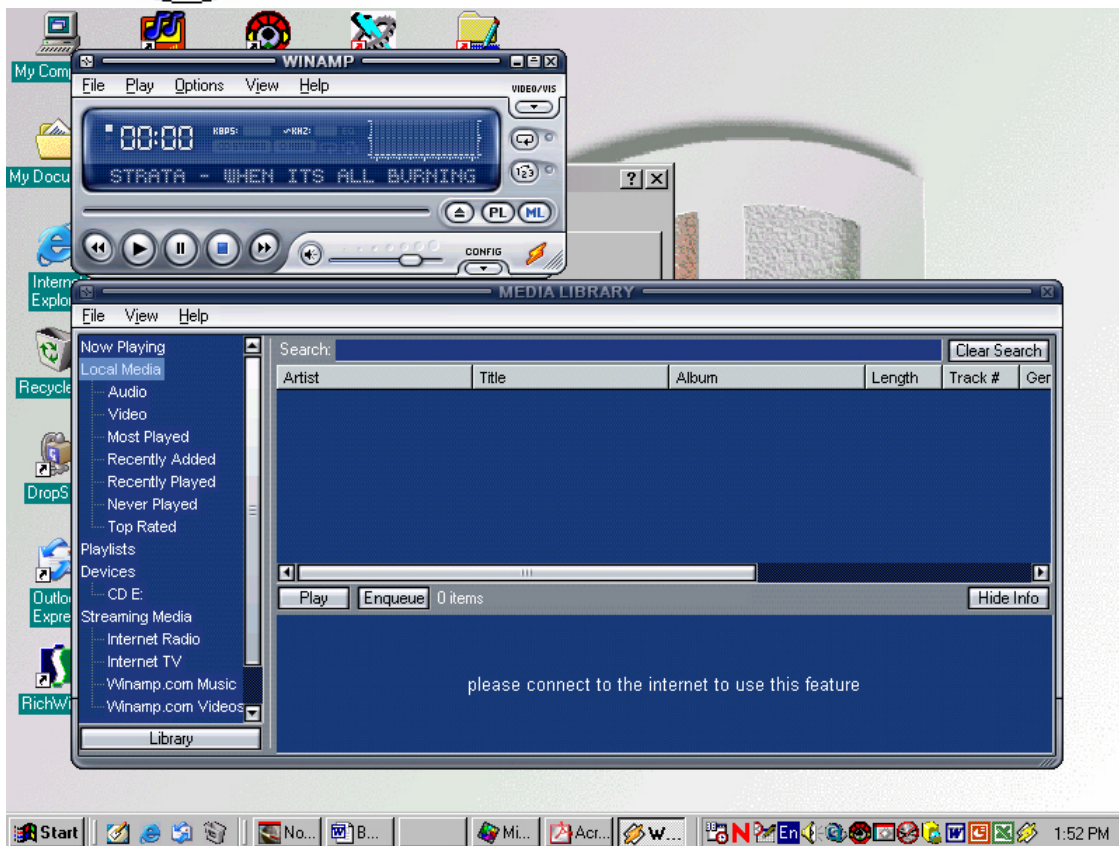 My Com
WINAMP
File Play Options View Help
VIDEO/VIS
00:00 KBPS: KHZ:
My Docu
STRATA - WHEN ITS ALL BURNING
123
PL ML
CONFIG
Intern
Explo
MEDIA LIBRARY
File View Help
Now Playing
Search: Clear Search
Local Media
Artist Title Album Length Track # Ger
Recycle
Audio
Video
Most Played
Recently Added
Recently Played
DropS
Never Played
Top Rated
Playlists
Devices
CD E:
Play Enqueue 0 items Hide Info
Outlo
Expre
Streaming Media
Internet Radio
Internet TV
Winamp.com Music
please connect to the internet to use this feature
RichWi
Winamp.com Videos
Library
Start No... B... Mi... Acr... W... N En 1:52 PM